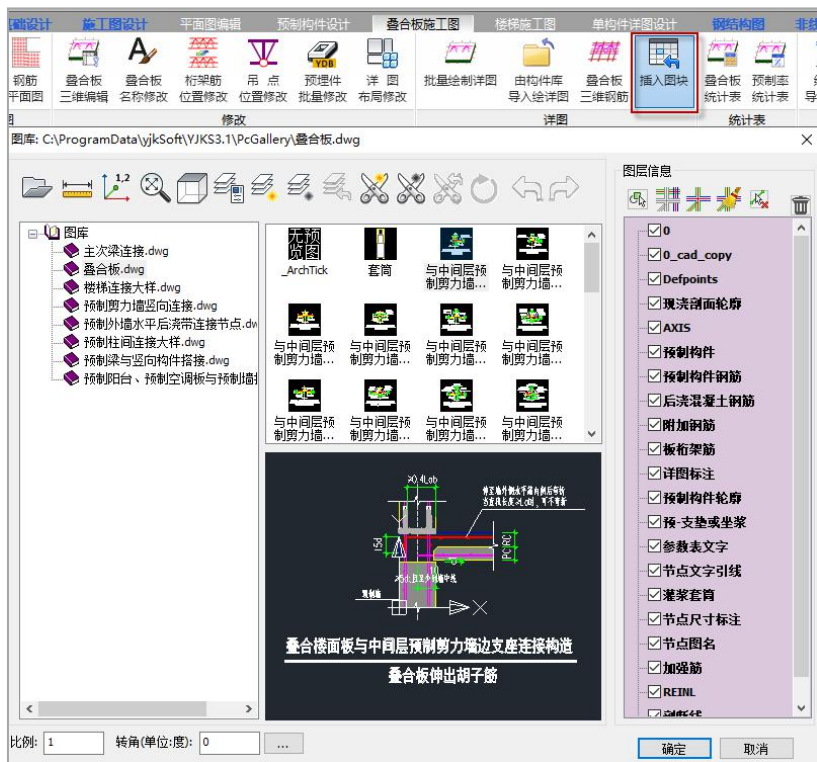 础设计 施工图设计 平面图编辑 预制构件设计 叠合板施工图 楼梯施工图 单构件详图设计 钢结构图 非线
钢筋 平面图
叠合板 三维编辑
叠合板 名称修改
桁架筋 位置修改
吊 点 位置修改
预埋件 批量修改
详 图 布局修改
批量绘制详图
由构件库 导入绘详图
叠合板 三维钢筋
插入图块
叠合板 统计表
预制率 统计表
图 修改 详图 统计表
图库: C:\ProgramData\yjkSoft\YJKS3.1\PcGallery\叠合板.dwg
图库
主次梁连接.dwg
叠合板.dwg
楼梯连接大样.dwg
预制剪力墙竖向连接.dwg
预制外墙水平后浇带连接节点.dw
预制柱间连接大样.dwg
预制梁与竖向构件搭接.dwg
预制阳台、预制空调板与预制墙
无预
览图
_ArchTick 套筒 与中间层预 与中间层预
制剪力墙... 制剪力墙...
与中间层预 与中间层预 与中间层预 与中间层预
制剪力墙... 制剪力墙... 制剪力墙... 制剪力墙...
与中间层预 与中间层预 与中间层预 与中间层预
制剪力墙... 制剪力墙... 制剪力墙... 制剪力墙...
15d
预制墙
叠合楼面板与中间层预制剪力墙边支座连接构造
叠合板伸出胡子筋
图层信息
0
0_cad_copy
Defpoints
现浇剖面轮廓
AXIS
预制构件
预制构件钢筋
后浇混凝土钢筋
附加钢筋
板桁架筋
详图标注
预制构件轮廓
预-支垫或坐浆
参数表文字
节点文字引线
灌浆套筒
节点尺寸标注
节点图名
加强筋
REINL
剖断线
比例: 1 转角(单位:度): 0 ... 确定 取消